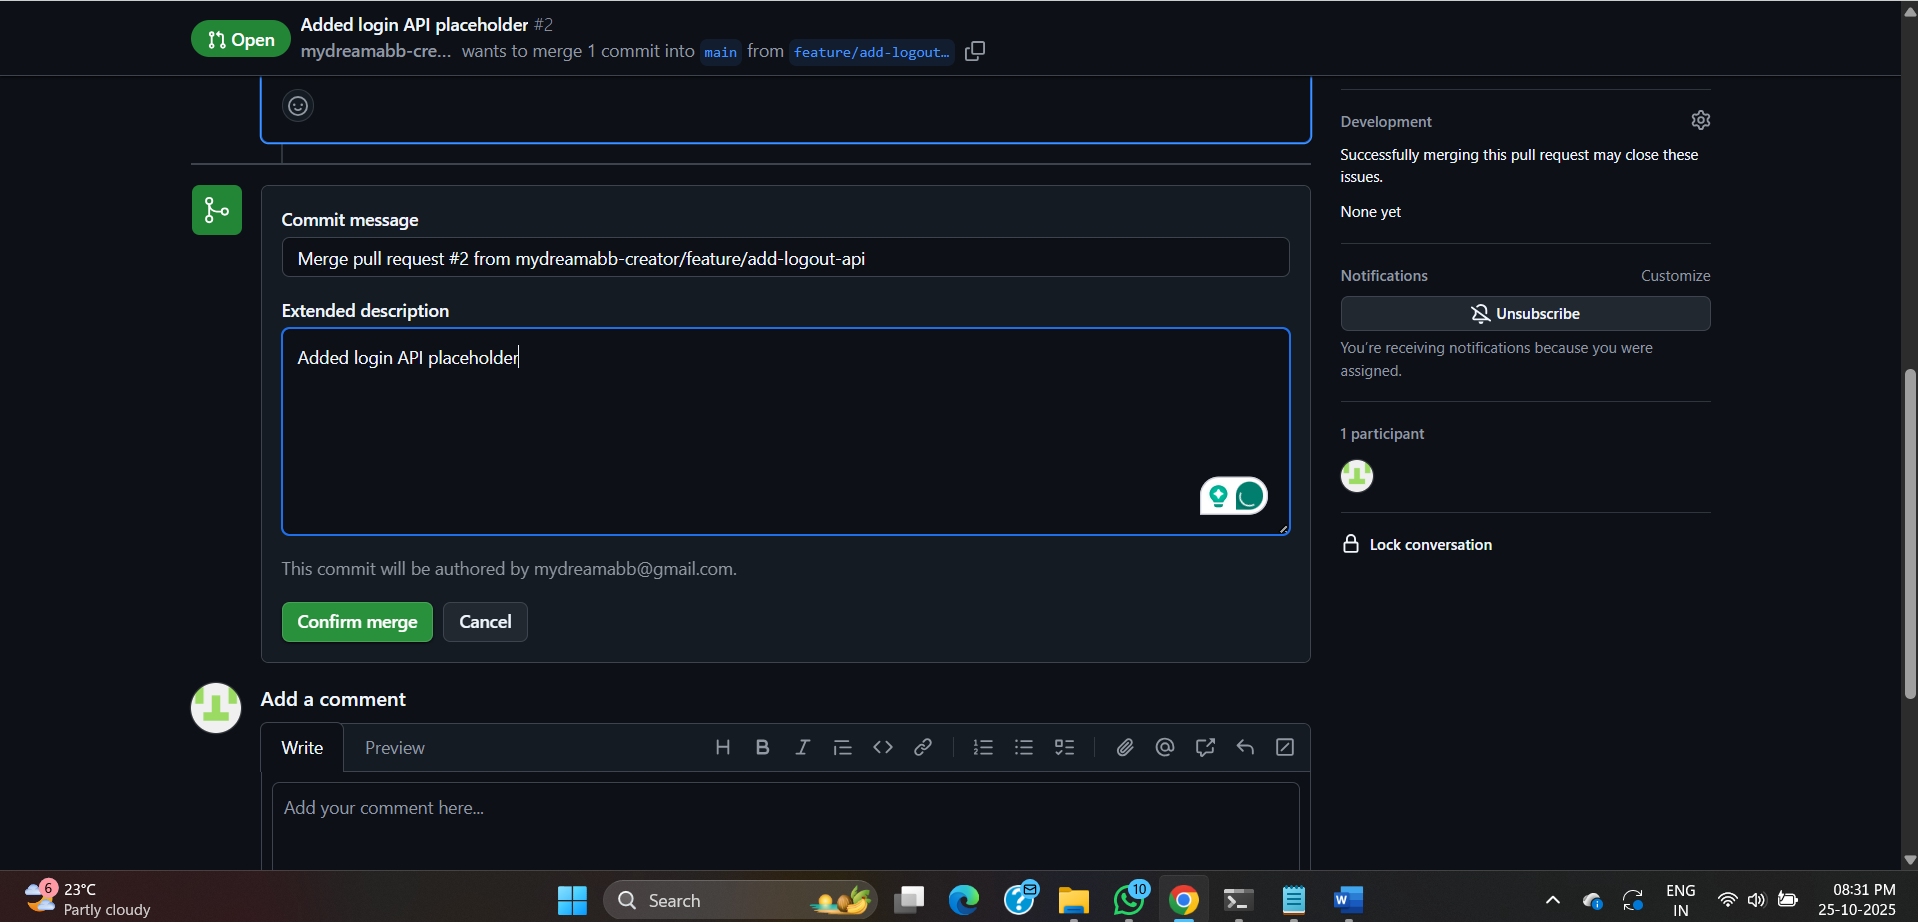 Open
Added login API placeholder #2
mydreamabb-cre... wants to merge 1 commit into main from feature/add-logout...
Development
Successfully merging this pull request may close these
issues.
None yet
Commit message
Merge pull request #2 from mydreamabb-creator/feature/add-logout-api
Extended description
Added login API placeholder
This commit will be authored by mydreamabb@gmail.com.
Confirm merge
Cancel
Notifications
Customize
Unsubscribe
You're receiving notifications because you were
assigned.
1 participant
Lock conversation
Add a comment
Write
Preview
Add your comment here...
6
23°C
Partly cloudy
Search
10
ENG
IN
08:31 PM
25-10-2025